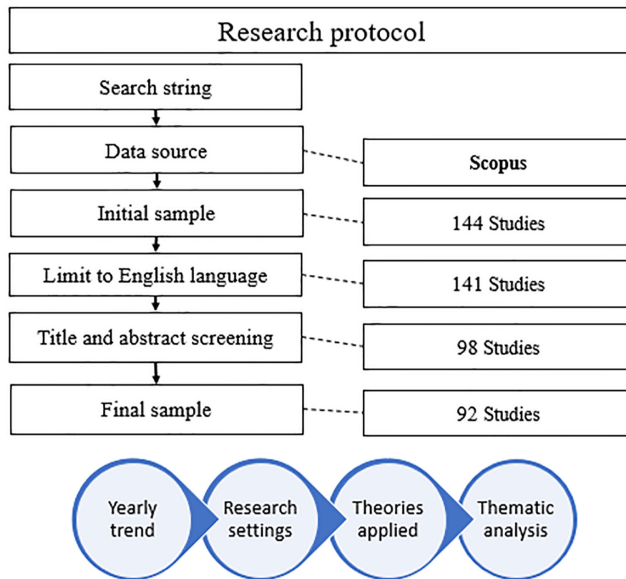 Research protocol
Search string
Data source
Scopus
Initial sample
144 Studies
Limit to English language
141 Studies
Title and abstract screening
98 Studies
Final sample
92 Studies
Yearly
trend
Research
settings
Theories
applied
Thematic
analysis